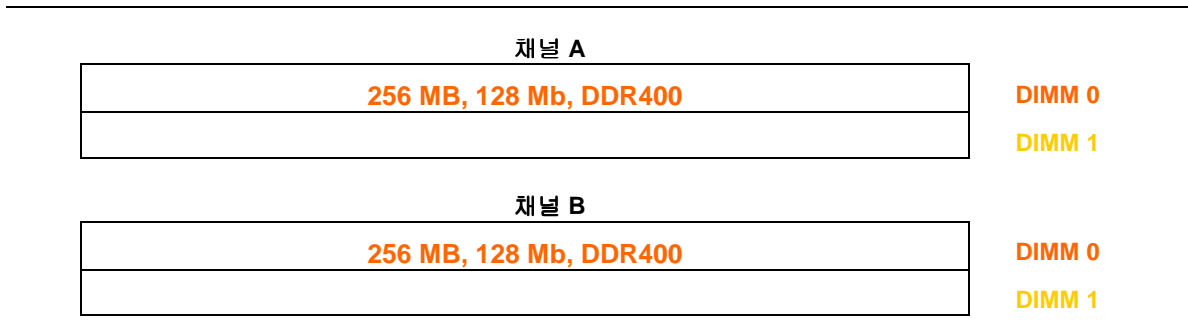 채널 A
256 MB, 128 Mb, DDR400 DIMM 0
DIMM 1
채널 B
256 MB, 128 Mb, DDR400 DIMM 0
DIMM 1